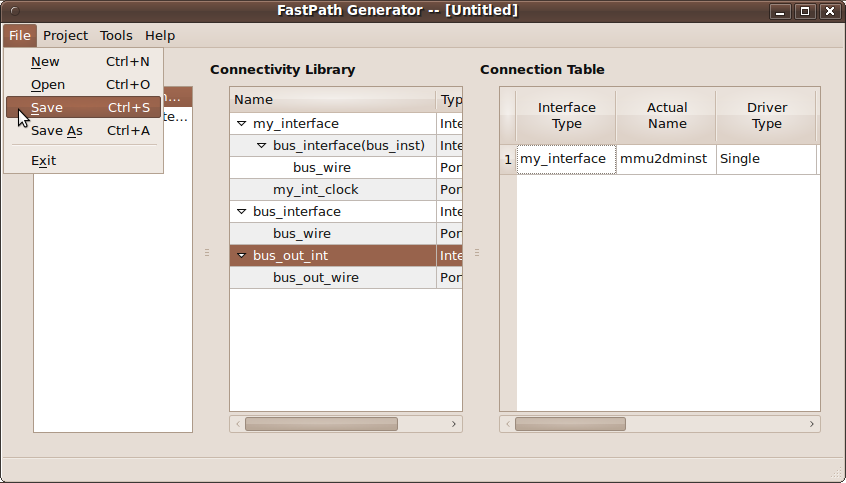 FastPath Generator -- [Untitled]
File Project Tools Help
New Ctrl+N
Open Ctrl+O
Save Ctrl+S
Save As Ctrl+A
Exit
n...
te...
Connectivity Library
Name Typ
my_interface Inte
bus_interface(bus_inst) Inte
bus_wire Por
my_int_clock Por
bus_interface Inte
bus_wire Por
bus_out_int Inte
bus_out_wire Por
Connection Table
Interface Type
Actual Name
Driver Type
1 my_interface mmu2dminst Single